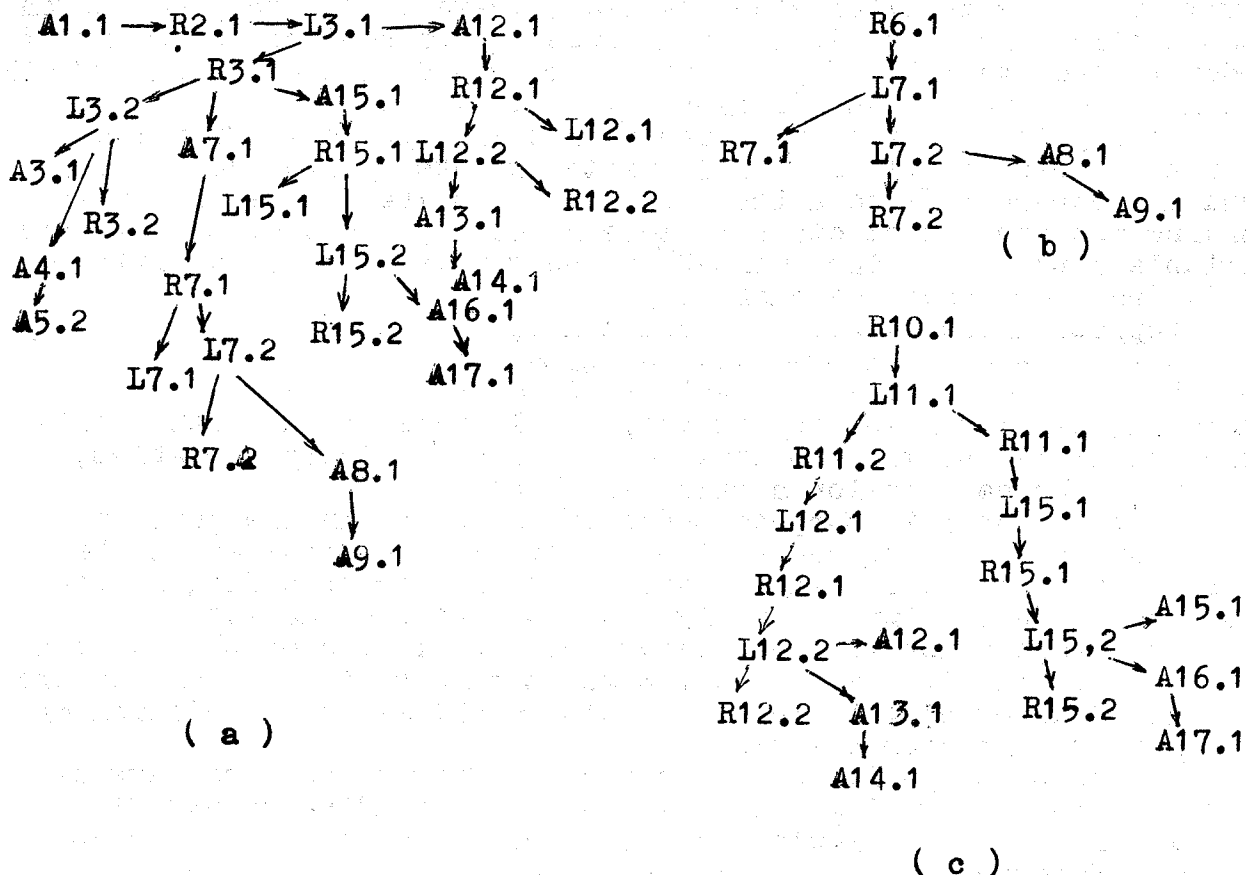 A1.1 R2.1 L3.1 A12.1
R3.1 A15.1 R12.1
L3.2 L12.1
A7.1 R15.1 L12.2
A3.1 L15.1 R12.2
R3.2 A13.1
L15.2
A4.1 R7.1 A14.1
A5.2 R15.2 A16.1
L7.2
L7.1 A17.1
R7.2 A8.1
A9.1
( a )
R6.1
L7.1
R7.1 L7.2 A8.1
R7.2 A9.1
( b )
R10.1
L11.1
R11.2 R11.1
L12.1 L15.1
R12.1 R15.1
A15.1
L12.2 A12.1 L15,2
A16.1
R12.2 A13.1 R15.2
A17.1
A14.1
( c )